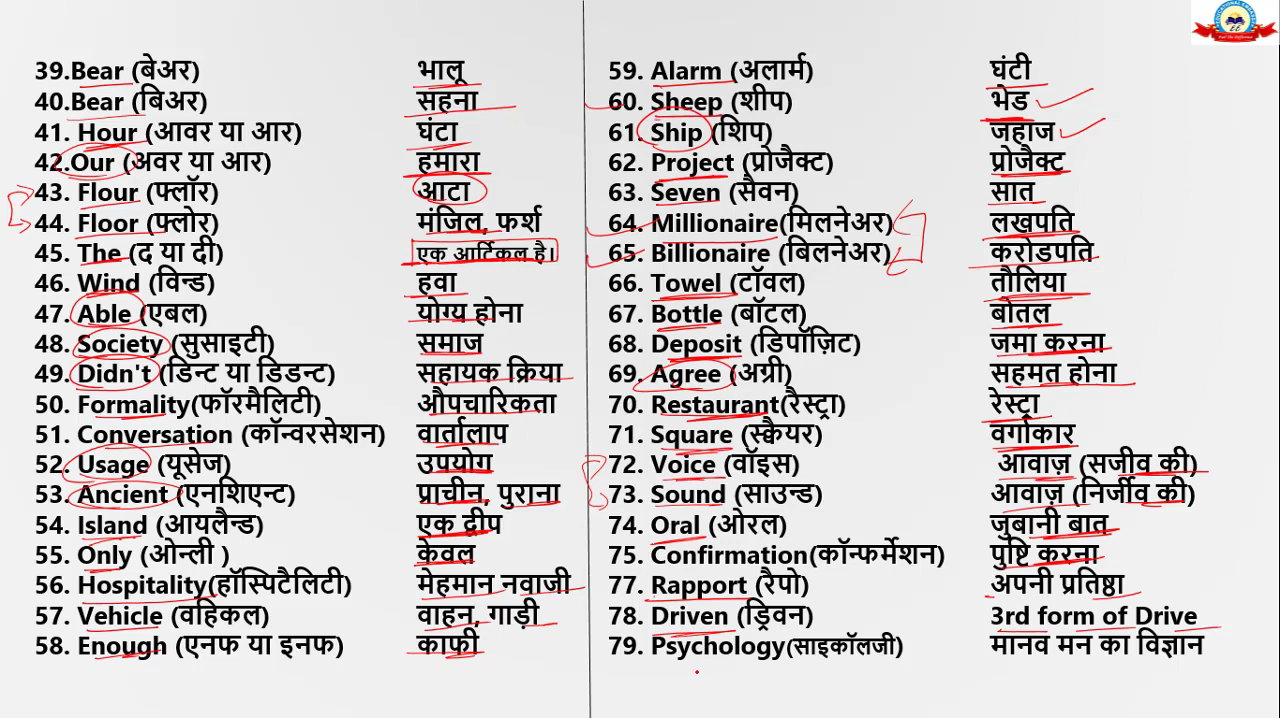 39.Bear (बेअर) भालू
40.Bear (बिअर) सहना
41. Hour (आवर या आर) घंटा
42.Our (अवर या आर) हमारा
43. Flour (फ्लॉर) आटा
44. Floor (फ्लोर) मंजिल, फर्श
45. The (द या दी) एक आर्टिकल है।
46. Wind (विन्ड) हवा
47. Able (एबल) योग्य होना
48. Society (सुसाइटी) समाज
49. Didn't (डिन्ट या डिडन्ट) सहायक क्रिया
50. Formality(फॉरमैलिटी) औपचारिकता
51. Conversation (कॉन्वरसेशन) वार्तालाप
52. Usage (यूसेज) उपयोग
53. Ancient (एनशिएन्ट) प्राचीन, पुराना
54. Island (आयलैन्ड) एक द्वीप
55. Only (ओन्ली ) केवल
56. Hospitality(हॉस्पिटैलिटी) मेहमान नवाजी
57. Vehicle (वहिकल) वाहन, गाड़ी
58. Enough (एनफ या इनफ) काफी
59. Alarm (अलार्म) घंटी
60. Sheep (शीप) भेड
61. Ship (शिप) जहाज
62. Project (प्रोजैक्ट) प्रोजैक्ट
63. Seven (सैवन) सात
64. Millionaire(मिलनेअर) लखपति
65. Billionaire (बिलनेअर) करोडपति
66. Towel (टॉवल) तौलिया
67. Bottle (बॉटल) बोतल
68. Deposit (डिपॉज़िट) जमा करना
69. Agree (अग्री) सहमत होना
70. Restaurant(रैस्ट्रा) रेस्ट्रा
71. Square (स्कैयर) वर्गाकार
72. Voice (वॉइस) आवाज़ (सजीव की)
73. Sound (साउन्ड) आवाज़ (निर्जीव की)
74. Oral (ओरल) जुबानी बात
75. Confirmation(कॉन्फर्मेशन) पुष्टि करना
77. Rapport (रैपो) अपनी प्रतिष्ठा
78. Driven (ड्रिवन) 3rd form of Drive
79. Psychology(साइकॉलजी) मानव मन का विज्ञान